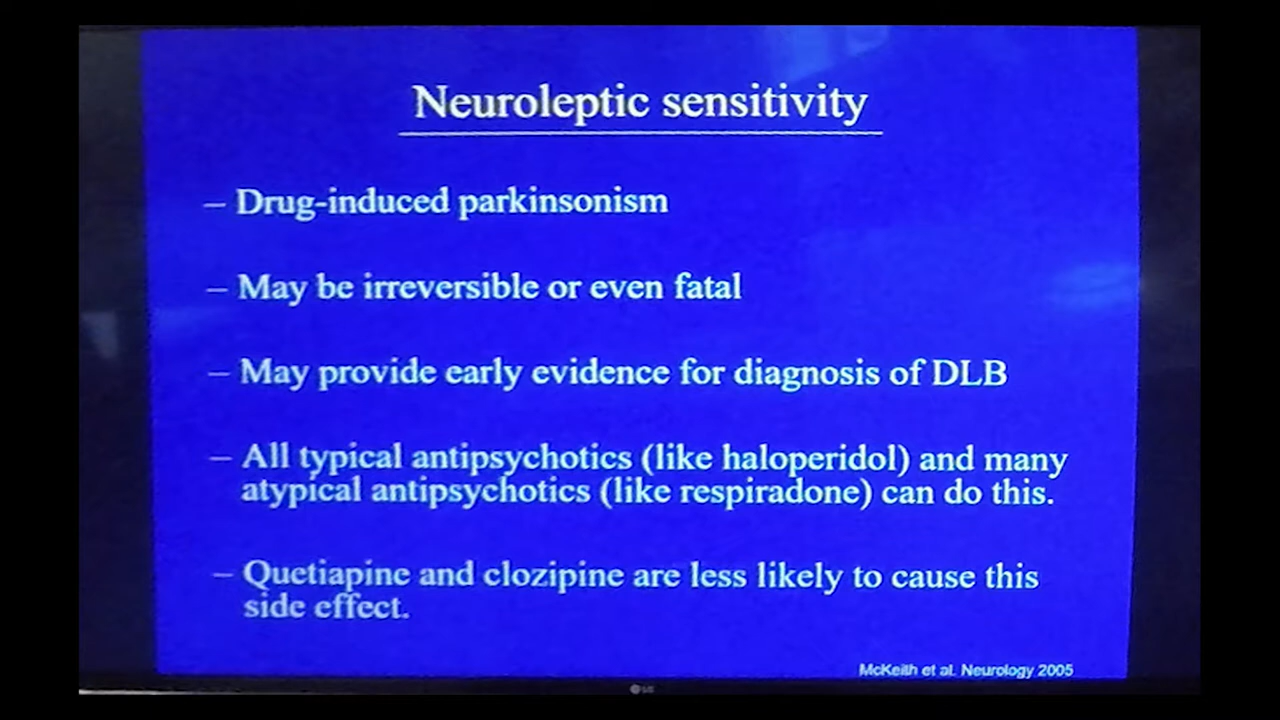 Neuroleptic sensitivity
– Drug-induced parkinsonism
– May be irreversible or even fatal
– May provide early evidence for diagnosis of DLB
– All typical antipsychotics (like haloperidol) and many
atypical antipsychotics (like respiradone) can do this.
– Quetiapine and clozipine are less likely to cause this
side effect.
McKeith et al. Neurology 2005
LG